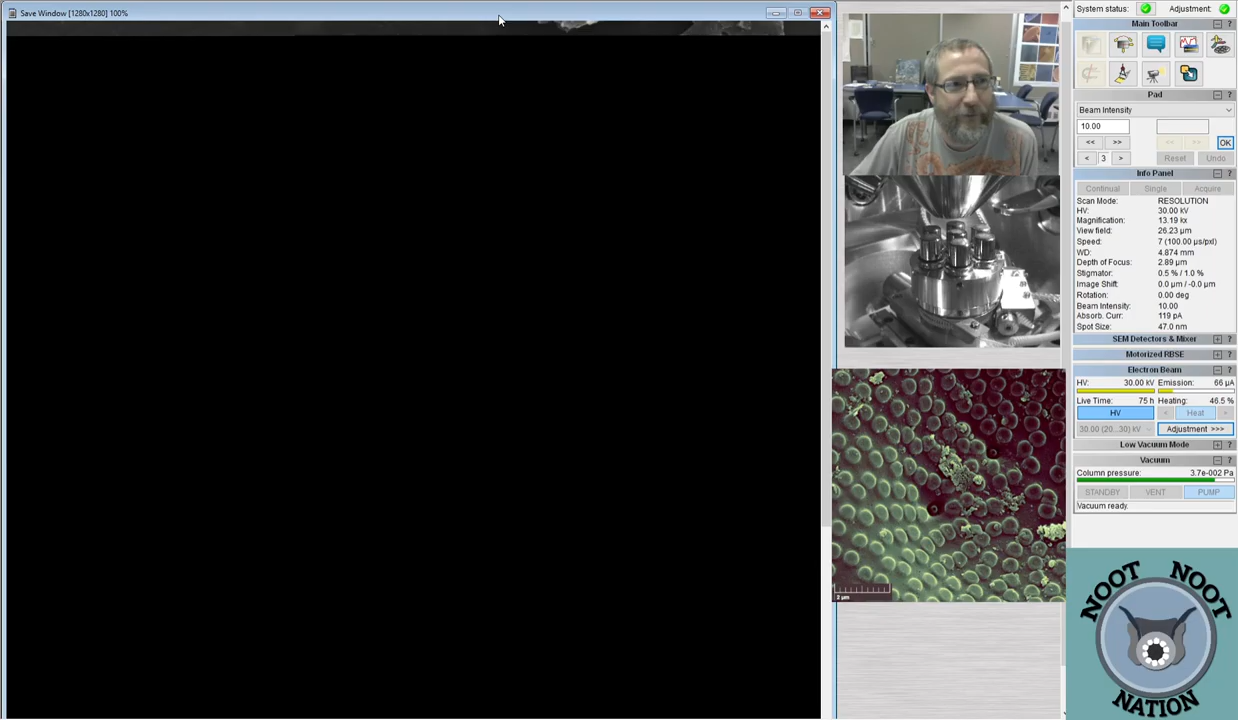 Save Window [1280x1280] 100%
System status: Adjustment:
Main Toolbar
Pad
Beam Intensity
10.00
<< >> << >> OK
< 3 > Reset Undo
Info Panel
Continual Single Acquire
Scan Mode: RESOLUTION
HV: 30.00 kV
Magnification: 13.19 kx
View field: 26.23 µm
Speed: 7 (100.00 µs/pxl)
WD: 4.874 mm
Depth of Focus: 2.89 µm
Stigmator: 0.5 % / 1.0 %
Image Shift: 0.0 µm / -0.0 µm
Rotation: 0.00 deg
Beam Intensity: 10.00
Absorb. Curr: 119 pA
Spot Size: 47.0 nm
SEM Detectors & Mixer
Motorized RBSE
Electron Beam
HV: 30.00 kV Emission: 66 µA
Live Time: 75 h Heating: 46.5 %
HV < Heat >
30.00 (20...30) kV Adjustment >>>
Low Vacuum Mode
Vacuum
Column pressure: 3.7e-002 Pa
STANDBY VENT PUMP
Vacuum ready.
2 µm
NOOT NOOT
NATION